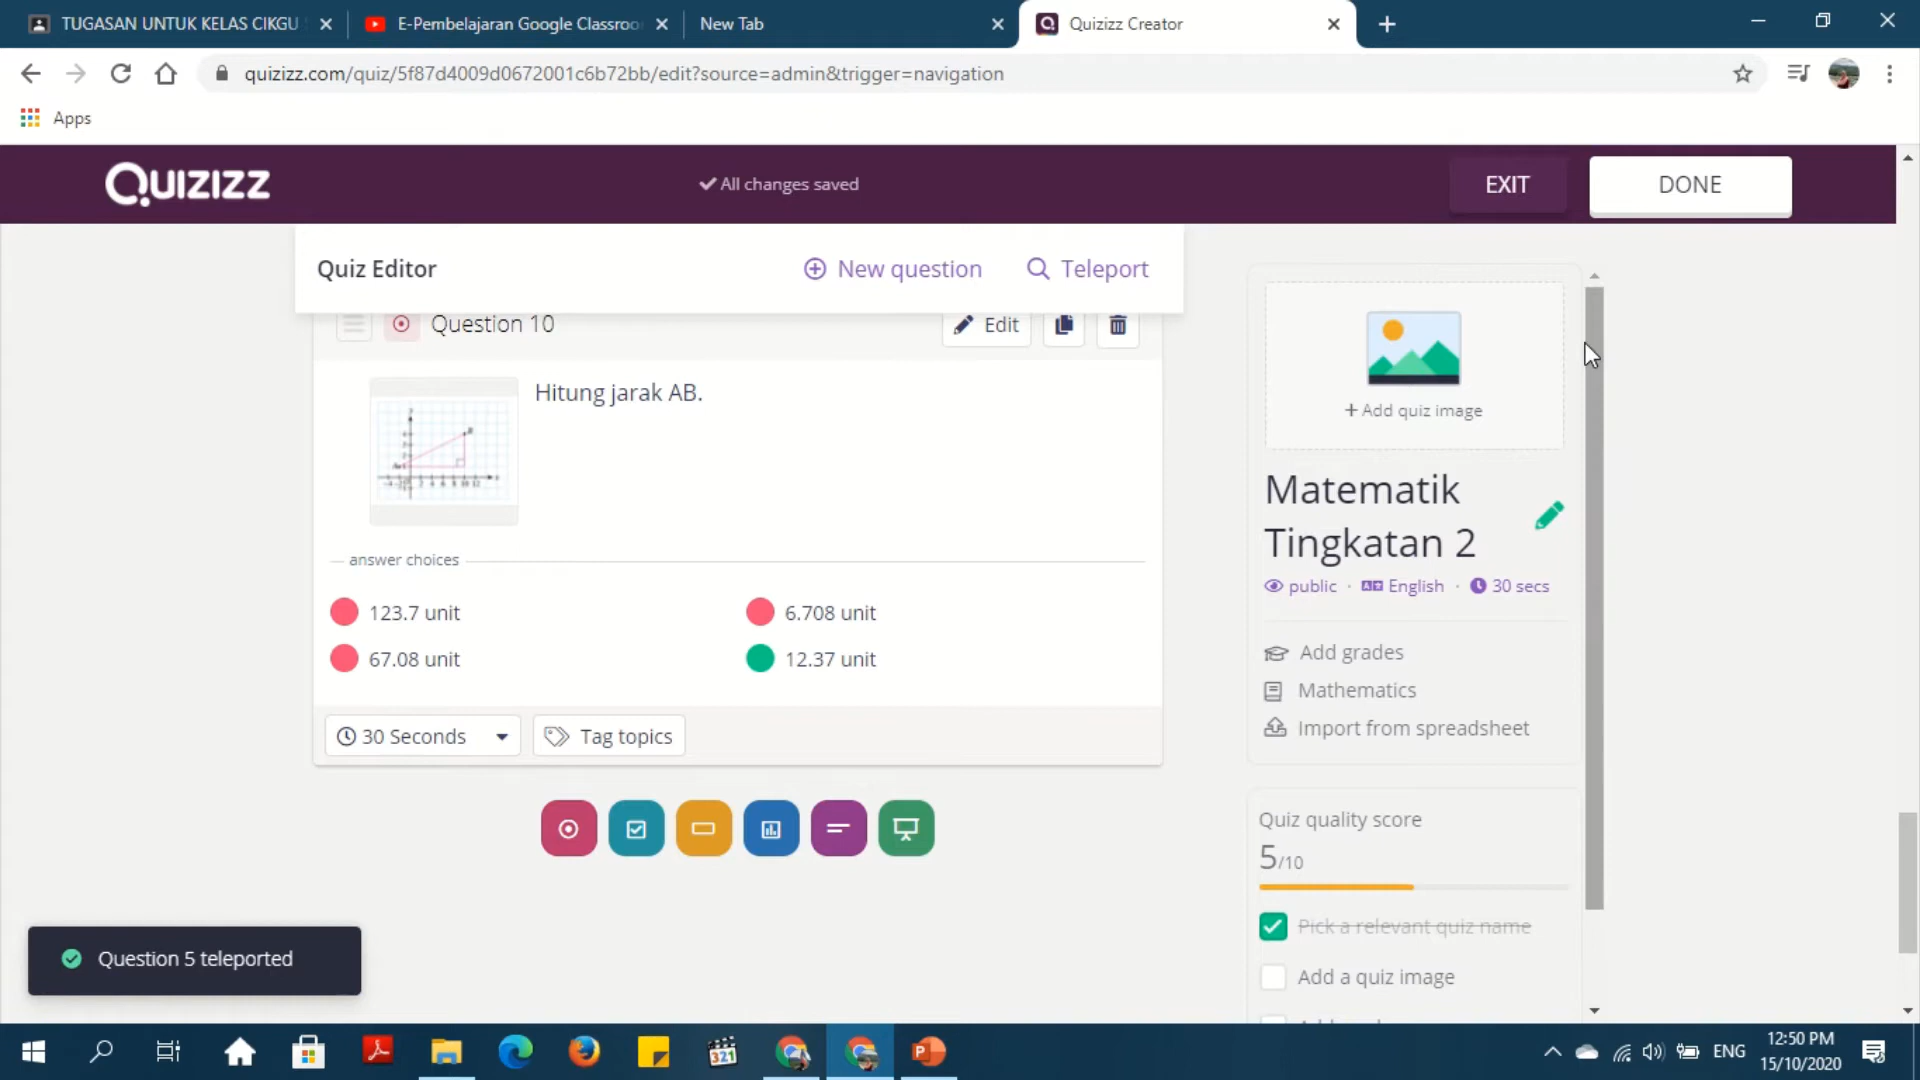 TUGASAN UNTUK KELAS CIKGU
E-Pembelajaran Google Classroo
New Tab
Quizizz Creator
quizizz.com/quiz/5f87d4009d0672001c6b72bb/edit?source=admin&trigger=navigation
Apps
QUIZIZZ
All changes saved
EXIT
DONE
Quiz Editor
New question
Teleport
Question 10
Edit
Hitung jarak AB.
answer choices
123.7 unit
6.708 unit
67.08 unit
12.37 unit
30 Seconds
Tag topics
+ Add quiz image
Matematik
Tingkatan 2
public · English · 30 secs
Add grades
Mathematics
Import from spreadsheet
Quiz quality score
5/10
Pick a relevant quiz name
Add a quiz image
Question 5 teleported
321
ENG
12:50 PM
15/10/2020